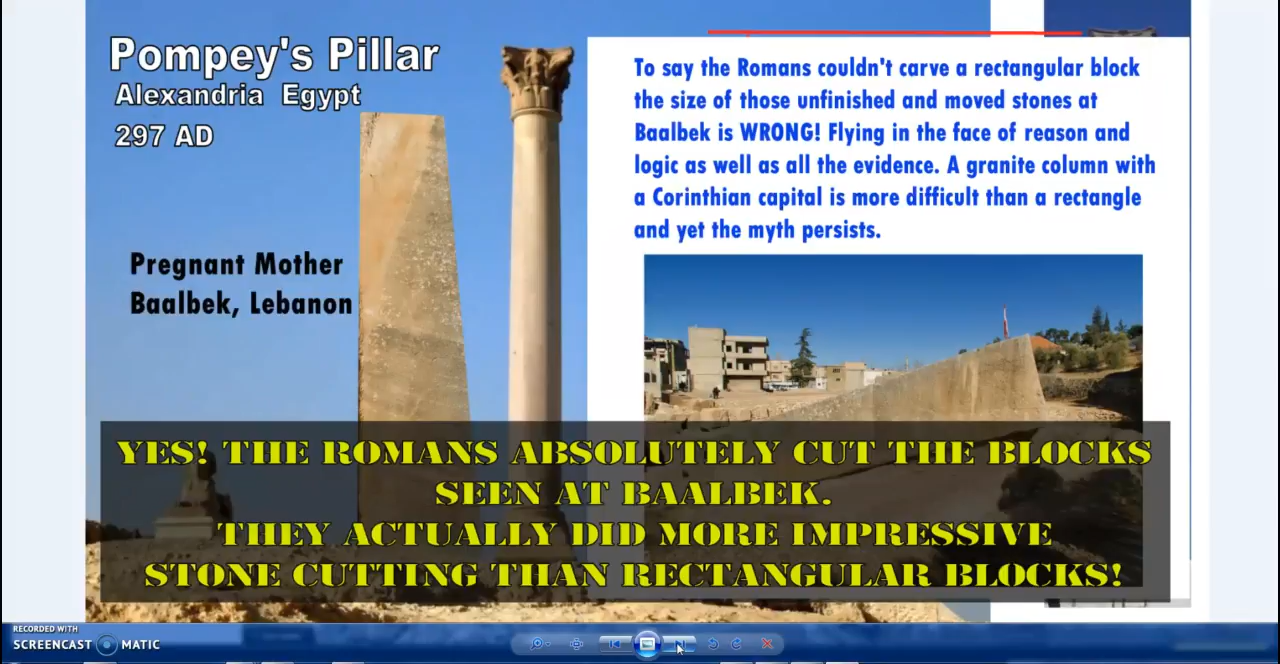 Pompey's Pillar
Alexandria Egypt
297 AD
Pregnant Mother
Baalbek, Lebanon
To say the Romans couldn't carve a rectangular block
the size of those unfinished and moved stones at
Baalbek is WRONG! Flying in the face of reason and
logic as well as all the evidence. A granite column with
a Corinthian capital is more difficult than a rectangle
and yet the myth persists.
YES! THE ROMANS ABSOLUTELY CUT THE BLOCKS
SEEN AT BAALBEK.
THEY ACTUALLY DID MORE IMPRESSIVE
STONE CUTTING THAN RECTANGULAR BLOCKS!
RECORDED WITH
SCREENCAST MATIC